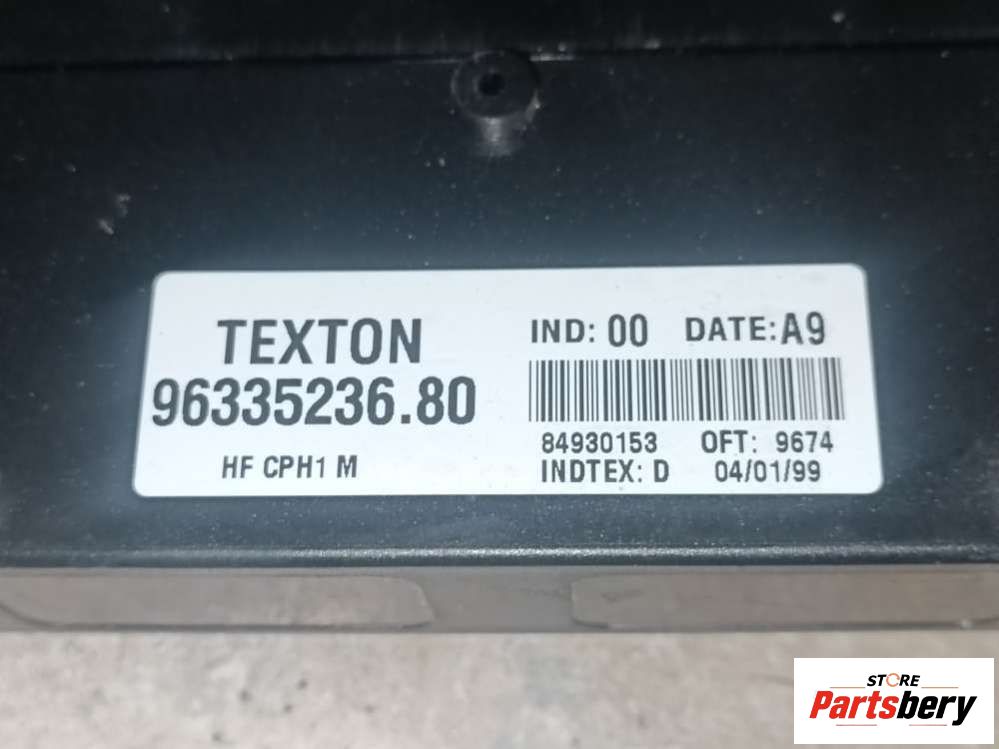 TEXTON
96335236.80
HF CPH1 M
IND: 00 DATE: A9
84930153 OFT: 9674
INDTEX: D 04/01/99
STORE
Partsbery